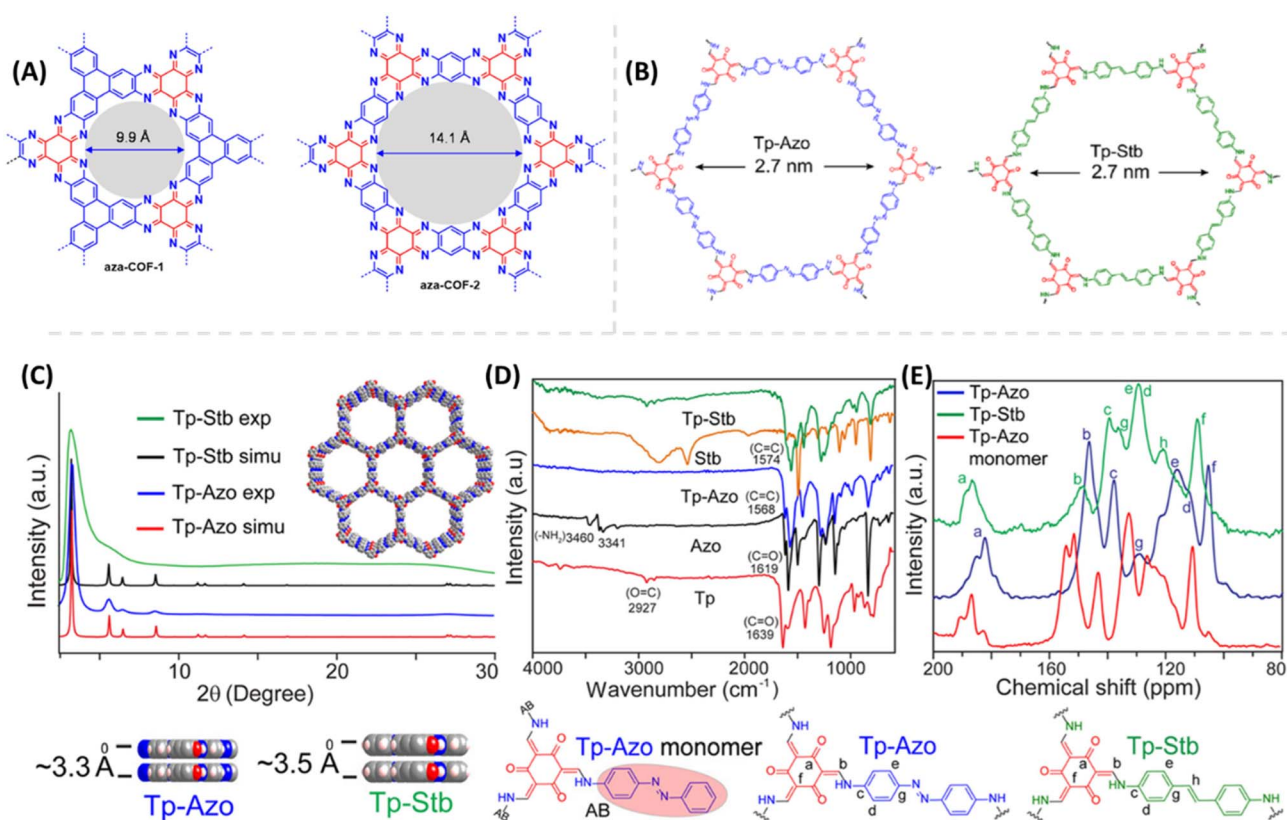 (A)
9.9 Å
14.1 Å
aza-COF-1
aza-COF-2
(B)
Tp-Azo
2.7 nm
Tp-Stb
2.7 nm
(C)
Tp-Stb exp
Tp-Stb simu
Tp-Azo exp
Tp-Azo simu
Intensity (a.u.)
10 20 30
2θ (Degree)
~3.3 Å
Tp-Azo
~3.5 Å
Tp-Stb
(D)
Intensity (a.u.)
Tp-Stb
Stb
(C=C)
1574
Tp-Azo
(C=C)
1568
(-NH₂)3460
3341
Azo
(C=O)
1619
(O=C)
2927
Tp
(C=O)
1639
4000 3000 2000 1000
Wavenumber (cm⁻¹)
(E)
Intensity (a.u.)
Tp-Azo
Tp-Stb
Tp-Azo
monomer
a b c g e d h f
a b c g e d f
200 160 120 80
Chemical shift (ppm)
Tp-Azo monomer
AB
Tp-Azo
a b c d e f g
Tp-Stb
a b c d e f g h